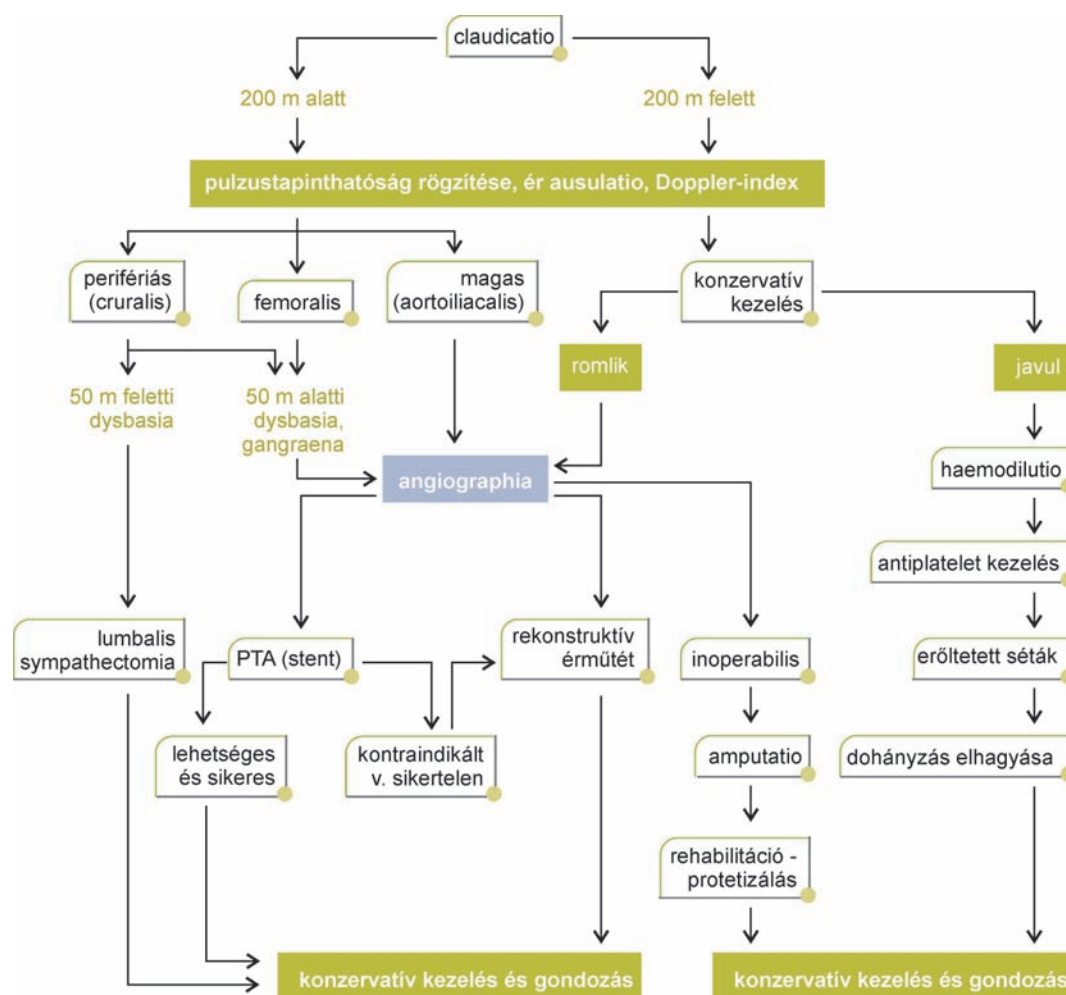 claudicatio
200 m alatt
200 m felett
pulzustapinthatóság rögzítése, ér ausulatio, Doppler-index
perifériás
(cruralis)
femoralis
magas
(aortoiliacalis)
konzervatív
kezelés
romlik
javul
50 m feletti
dysbasia
50 m alatti
dysbasia,
gangraena
angiographia
haemodilutio
antiplatelet kezelés
lumbalis
sympathectomia
PTA (stent)
rekonstruktív
érműtét
inoperabilis
erőltetett séták
lehetséges
és sikeres
kontraindikált
v. sikertelen
amputatio
dohányzás elhagyása
rehabilitáció -
protetizálás
konzervatív kezelés és gondozás
konzervatív kezelés és gondozás